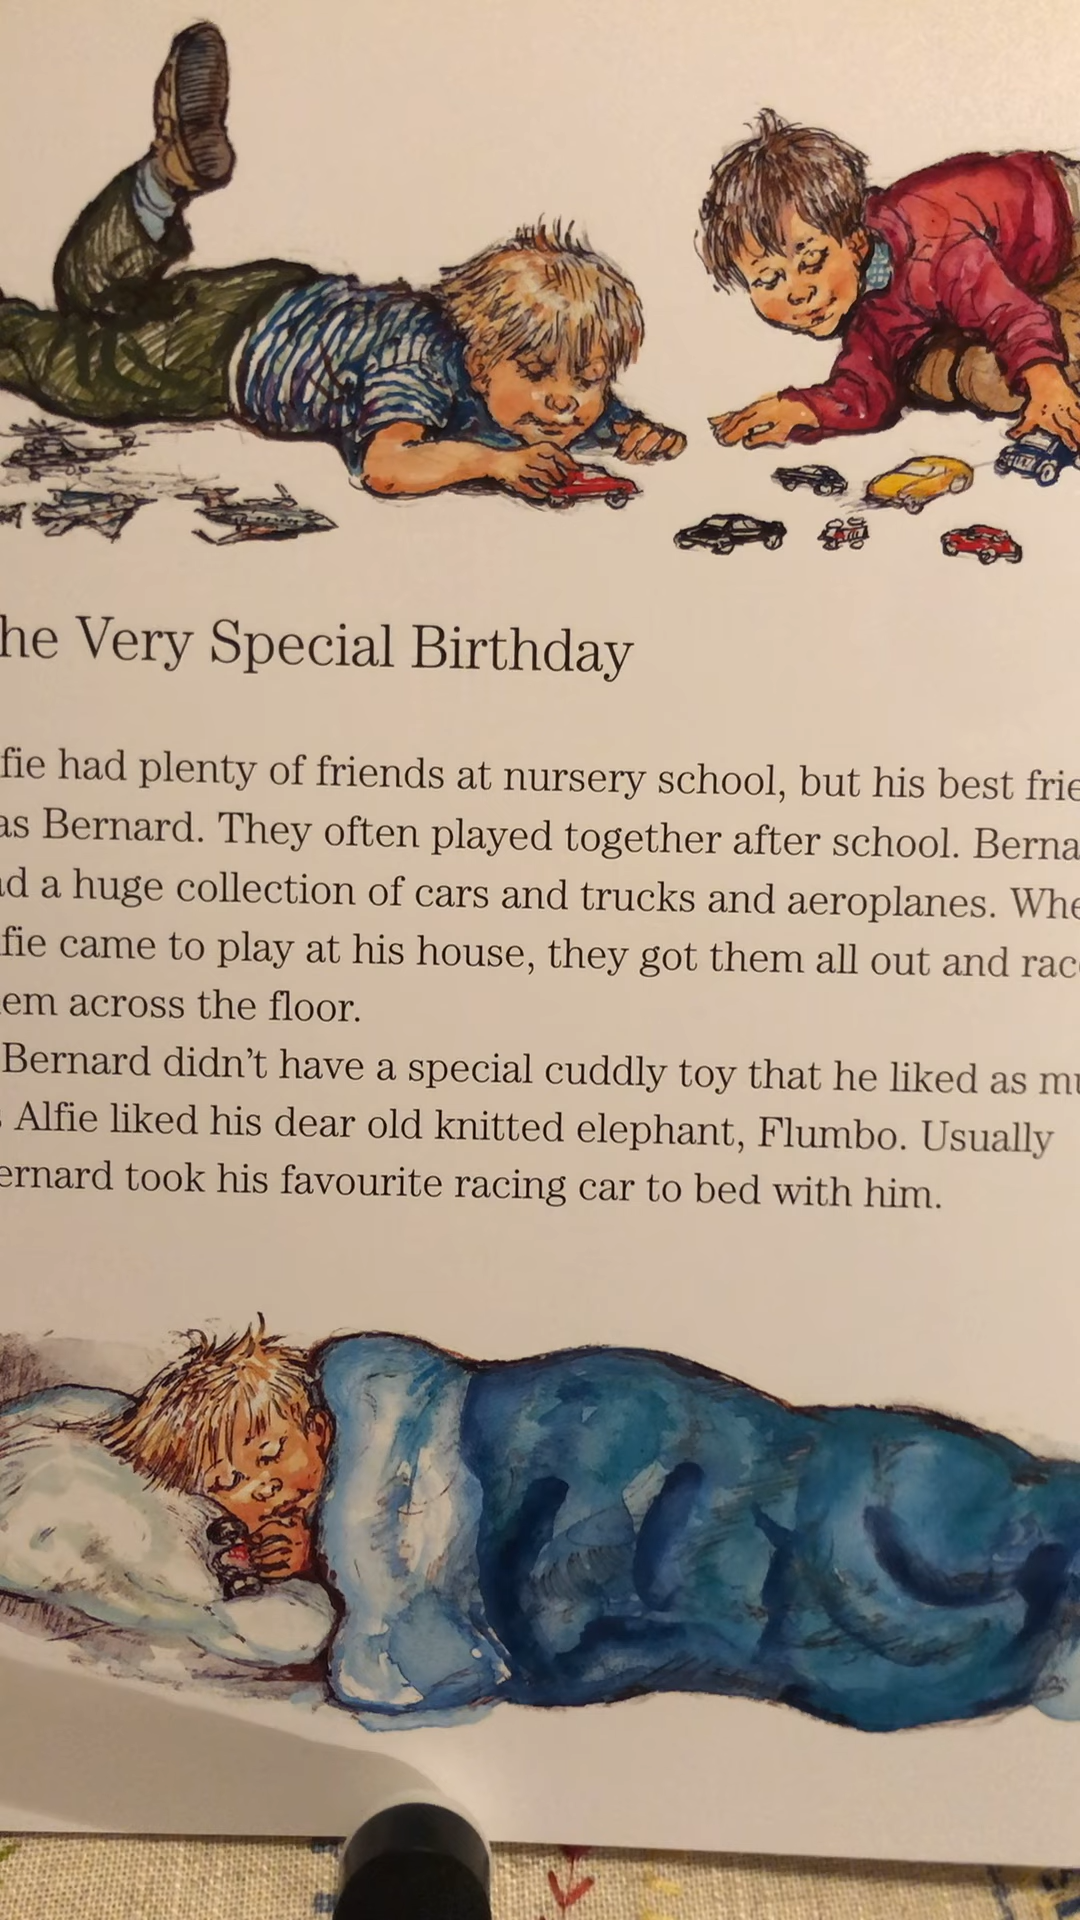 he Very Special Birthday
fie had plenty of friends at nursery school, but his best frie
as Bernard. They often played together after school. Berna
d a huge collection of cars and trucks and aeroplanes. Whe
fie came to play at his house, they got them all out and rac
em across the floor.
Bernard didn't have a special cuddly toy that he liked as mu
s Alfie liked his dear old knitted elephant, Flumbo. Usually
ernard took his favourite racing car to bed with him.